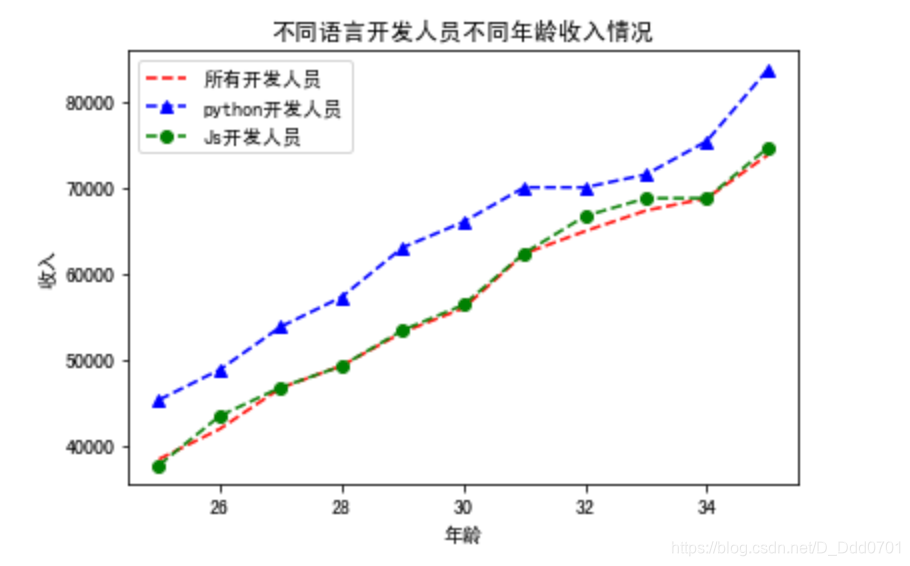 不同语言开发人员不同年龄收入情况
所有开发人员
python开发人员
Js开发人员
80000
70000
60000
50000
40000
收入
26 28 30 32 34
年龄
https://blog.csdn.net/D_Ddd0701